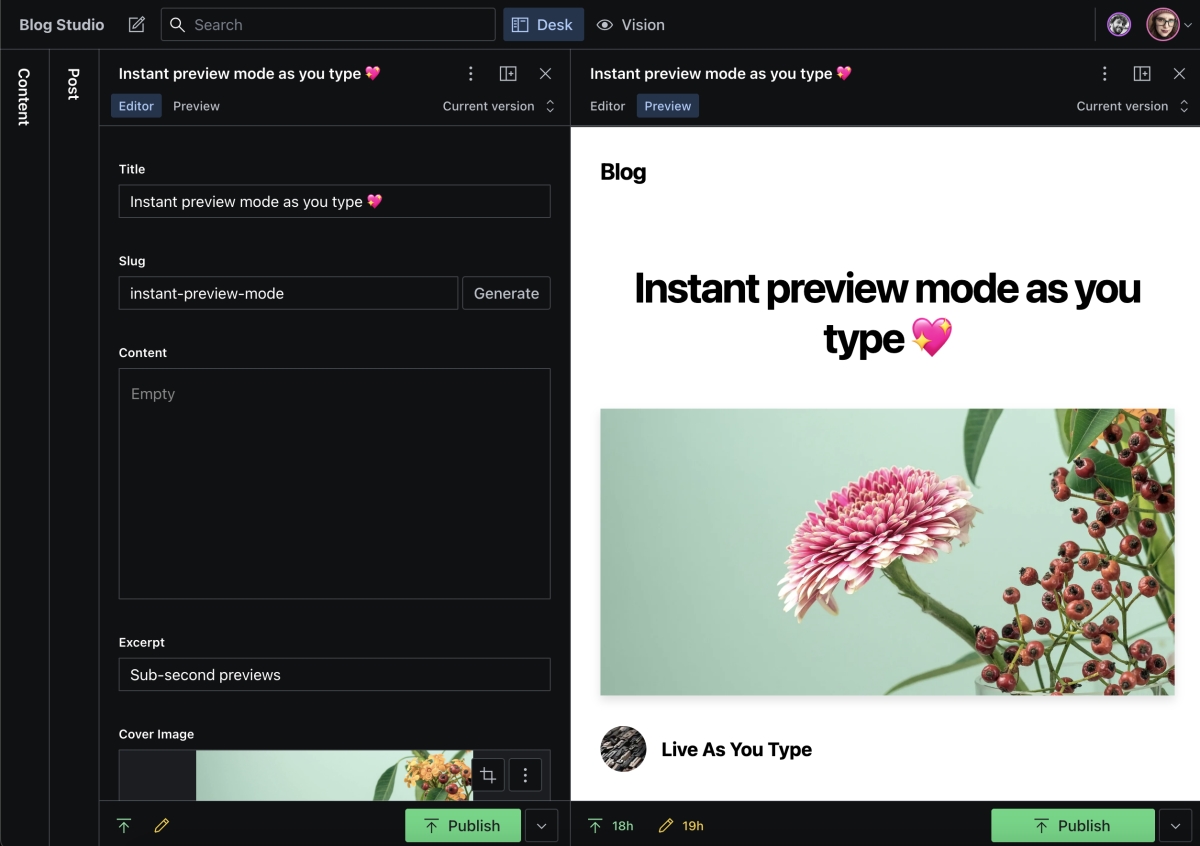 Blog Studio
Search
Desk
Vision
Content
Post
Instant preview mode as you type 💖
Editor
Preview
Current version
Title
Instant preview mode as you type 💖
Slug
instant-preview-mode
Generate
Content
Empty
Excerpt
Sub-second previews
Cover Image
Publish
Instant preview mode as you type 💖
Editor
Preview
Current version
Blog
Instant preview mode as you
type 💖
Live As You Type
18h
19h
Publish